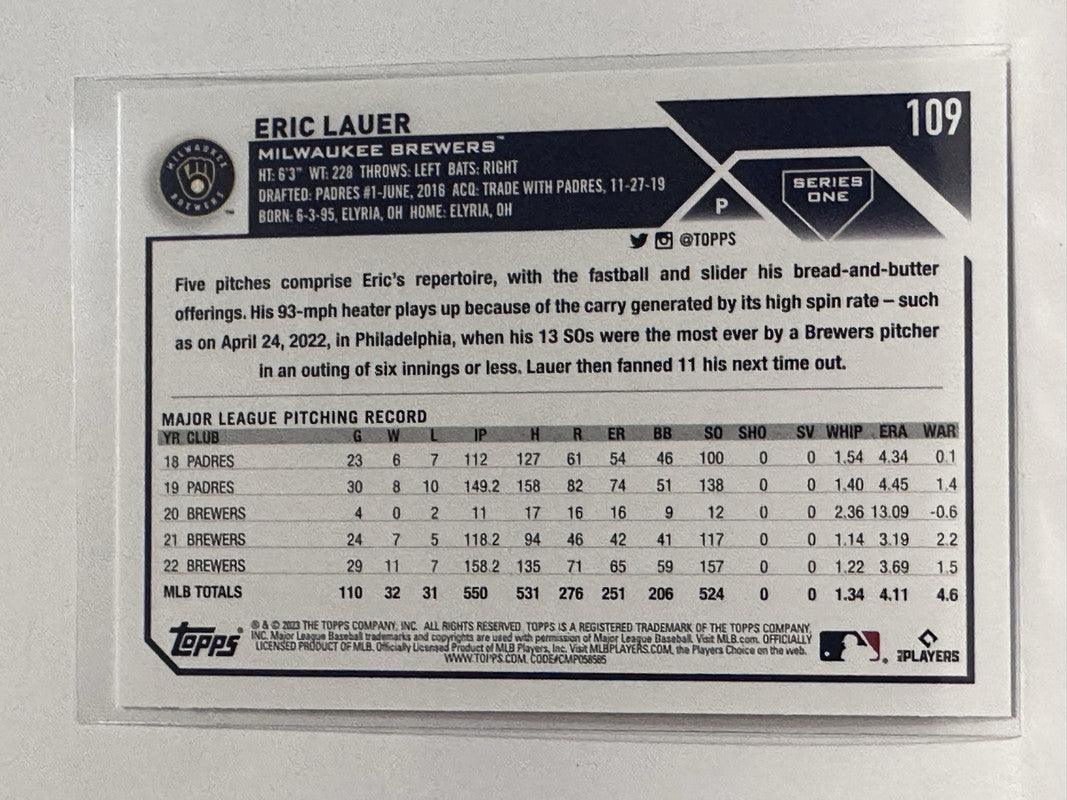 109
ERIC LAUER
MILWAUKEE BREWERS™
HT: 6'3" WT: 228 THROWS: LEFT BATS: RIGHT
DRAFTED: PADRES #1-JUNE, 2016 ACQ: TRADE WITH PADRES, 11-27-19
BORN: 6-3-95, ELYRIA, OH HOME: ELYRIA, OH
MILWAUKEE
BREWERS
™
P
SERIES
ONE
@TOPPS
Five pitches comprise Eric's repertoire, with the fastball and slider his bread-and-butter
offerings. His 93-mph heater plays up because of the carry generated by its high spin rate – such
as on April 24, 2022, in Philadelphia, when his 13 SOs were the most ever by a Brewers pitcher
in an outing of six innings or less. Lauer then fanned 11 his next time out.
MAJOR LEAGUE PITCHING RECORD
YR CLUB G W L IP H R ER BB SO SHO SV WHIP ERA WAR
18 PADRES 23 6 7 112 127 61 54 46 100 0 0 1.54 4.34 0.1
19 PADRES 30 8 10 149.2 158 82 74 51 138 0 0 1.40 4.45 1.4
20 BREWERS 4 0 2 11 17 16 16 9 12 0 0 2.36 13.09 -0.6
21 BREWERS 24 7 5 118.2 94 46 42 41 117 0 0 1.14 3.19 2.2
22 BREWERS 29 11 7 158.2 135 71 65 59 157 0 0 1.22 3.69 1.5
MLB TOTALS 110 32 31 550 531 276 251 206 524 0 0 1.34 4.11 4.6
TOPPS®
® & © 2023 THE TOPPS COMPANY, INC. ALL RIGHTS RESERVED. TOPPS IS A REGISTERED TRADEMARK OF THE TOPPS COMPANY,
INC. Major League Baseball trademarks and copyrights are used with permission of Major League Baseball. Visit MLB.com. OFFICIALLY
LICENSED PRODUCT OF MLB. Officially Licensed Product of MLB Players, Inc. Visit MLBPLAYERS.COM, the Players Choice on the web.
WWW.TOPPS.COM. CODE#CMP058585
PLAYERS